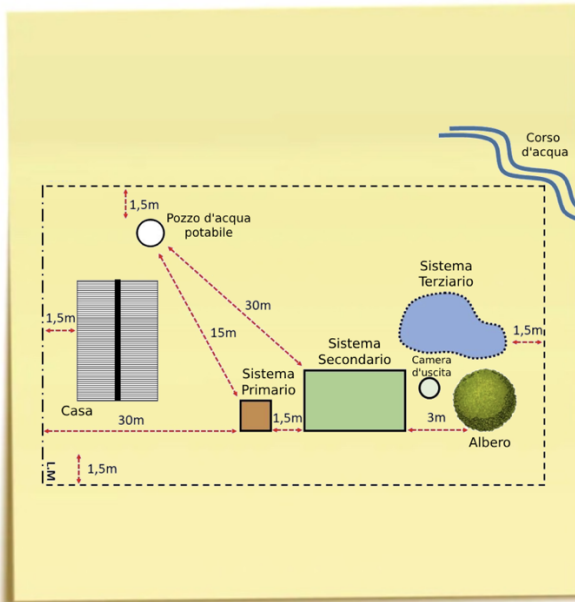 Corso
d'acqua
1,5m
Pozzo d'acqua
potabile
Sistema
Terziario
30m
1,5m
15m
1,5m
Sistema
Secondario
Camera
d'uscita
Sistema
Primario
Casa
30m
1,5m
3m
Albero
1,5m
L.M